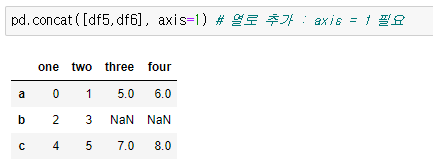 pd.concat([df5,df6], axis=1) # 열로 추가 : axis = 1 필요
one two three four
a 0 1 5.0 6.0
b 2 3 NaN NaN
c 4 5 7.0 8.0